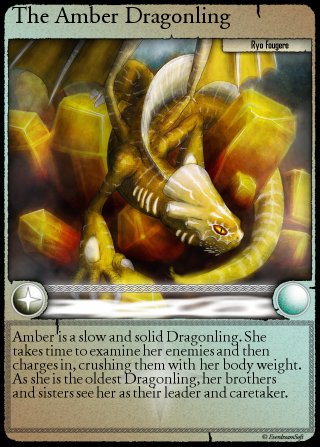 The Amber Dragonling
Ryo Fougere
Amber is a slow and solid Dragonling. She
takes time to examine her enemies and then
charges in, crushing them with her body weight.
As she is the oldest Dragonling, her brothers
and sisters see her as their leader and caretaker.
© EverdreamSoft